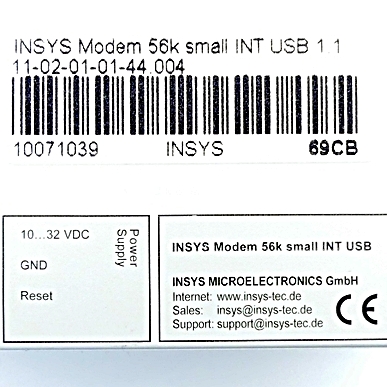 INSYS Modem 56k small INT USB 1.1
11-02-01-01-44.004
10071039 INSYS 69CB
10...32 VDC
GND
Reset
Power
Supply
INSYS Modem 56k small INT USB
INSYS MICROELECTRONICS GmbH
Internet: www.insys-tec.de
Sales: insys@insys-tec.de
Support: support@insys-tec.de
CE